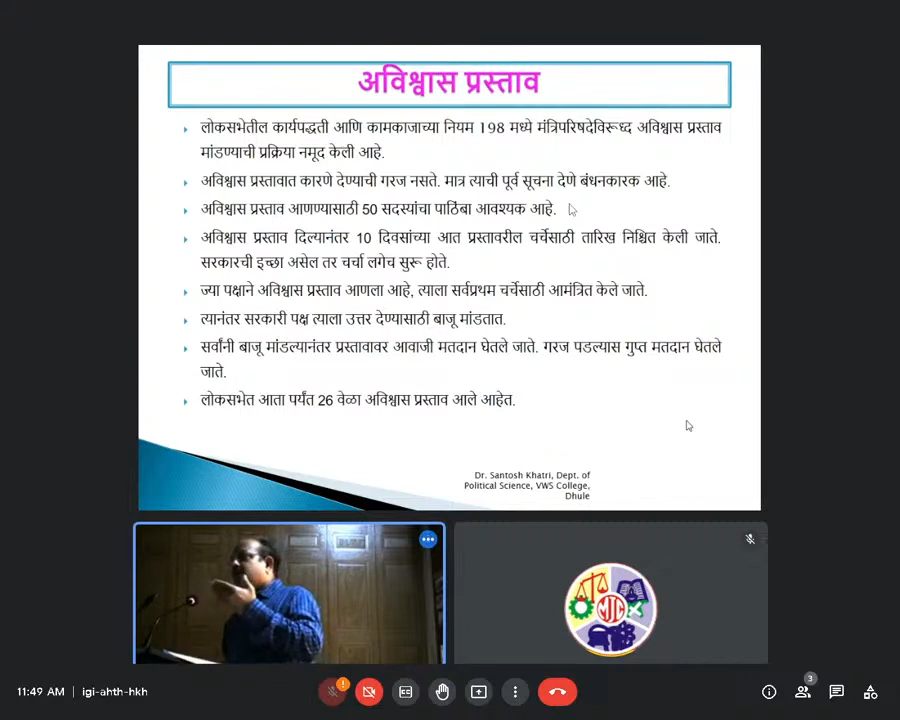 अविश्वास प्रस्ताव
लोकसभेतील कार्यपद्धती आणि कामकाजाच्या नियम 198 मध्ये मंत्रिपरिषदेविरूध्द अविश्वास प्रस्ताव
मांडण्याची प्रक्रिया नमूद केली आहे.
अविश्वास प्रस्तावात कारणे देण्याची गरज नसते. मात्र त्याची पूर्व सूचना देणे बंधनकारक आहे.
अविश्वास प्रस्ताव आणण्यासाठी 50 सदस्यांचा पाठिंबा आवश्यक आहे.
अविश्वास प्रस्ताव दिल्यानंतर 10 दिवसांच्या आत प्रस्तावरील चर्चेसाठी तारिख निश्चित केली जाते.
सरकारची इच्छा असेल तर चर्चा लगेच सुरू होते.
ज्या पक्षाने अविश्वास प्रस्ताव आणला आहे, त्याला सर्वप्रथम चर्चेसाठी आमंत्रित केले जाते.
त्यानंतर सरकारी पक्ष त्याला उत्तर देण्यासाठी बाजू मांडतात.
सर्वांनी बाजू मांडल्यानंतर प्रस्तावावर आवाजी मतदान घेतले जाते. गरज पडल्यास गुप्त मतदान घेतले
जाते.
लोकसभेत आता पर्यंत 26 वेळा अविश्वास प्रस्ताव आले आहेत.
Dr. Santosh Khatri, Dept. of
Political Science, VWS College,
Dhule
MJC
11:49 AM | igi-ahth-hkh
3